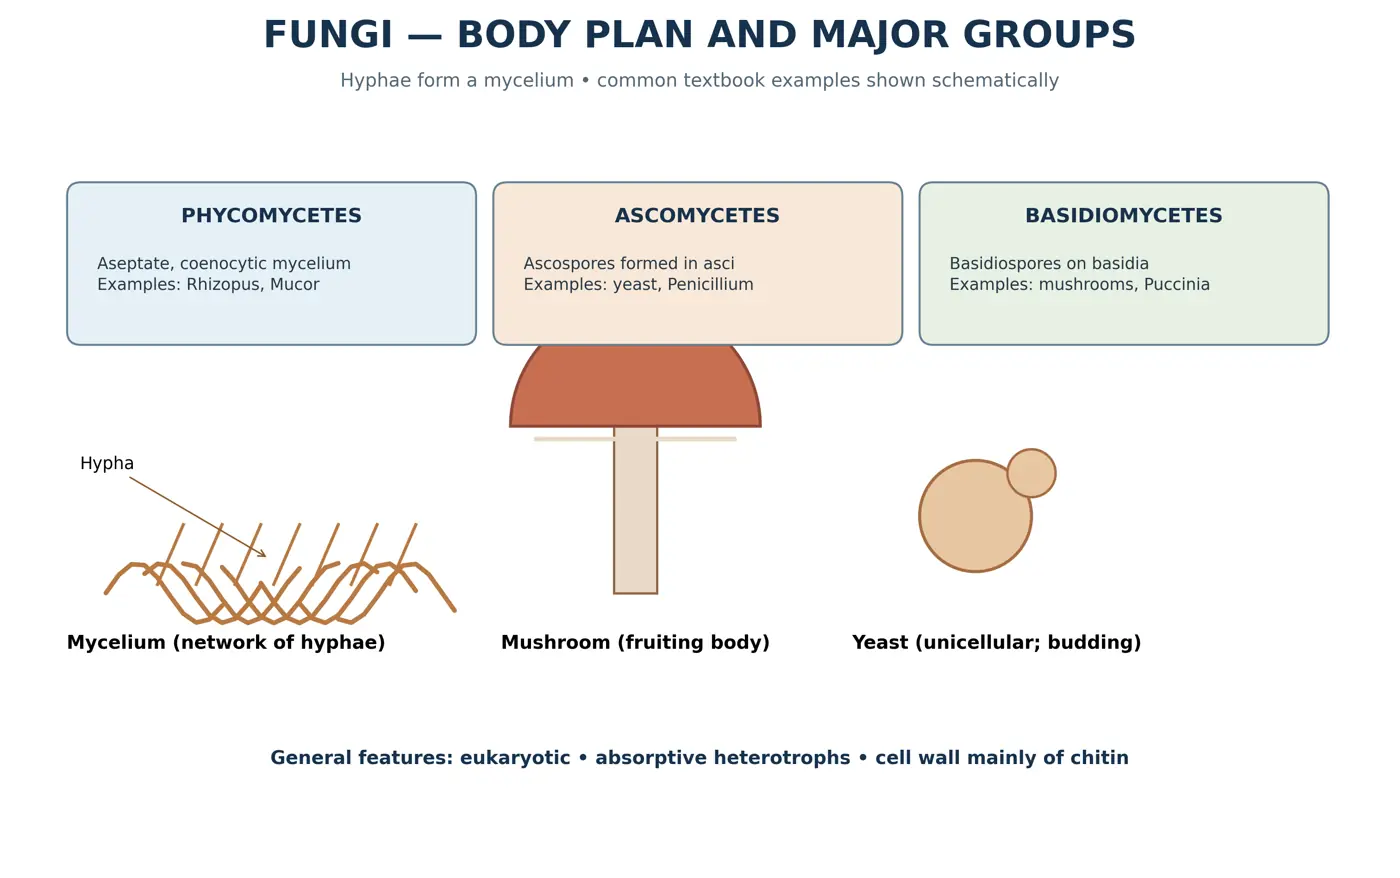 FUNGI — BODY PLAN AND MAJOR GROUPS
Hyphae form a mycelium • common textbook examples shown schematically
PHYCOMYCETES
Aseptate, coenocytic mycelium
Examples: Rhizopus, Mucor
ASCOMYCETES
Ascospores formed in asci
Examples: yeast, Penicillium
BASIDIOMYCETES
Basidiospores on basidia
Examples: mushrooms, Puccinia
Hypha
Mycelium (network of hyphae)
Mushroom (fruiting body)
Yeast (unicellular; budding)
General features: eukaryotic • absorptive heterotrophs • cell wall mainly of chitin